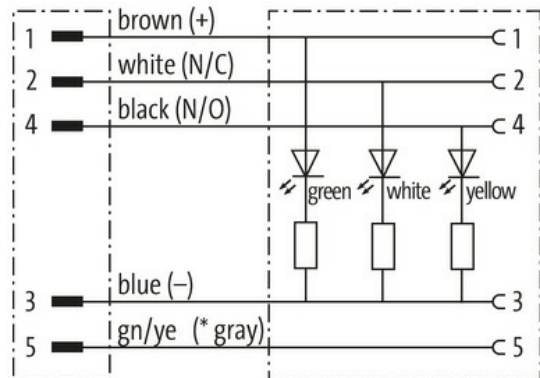 1 brown (+) 1
2 white (N/C) 2
4 black (N/O) 4
green white yellow
3 blue (–) 3
5 gn/ye (* gray) 5